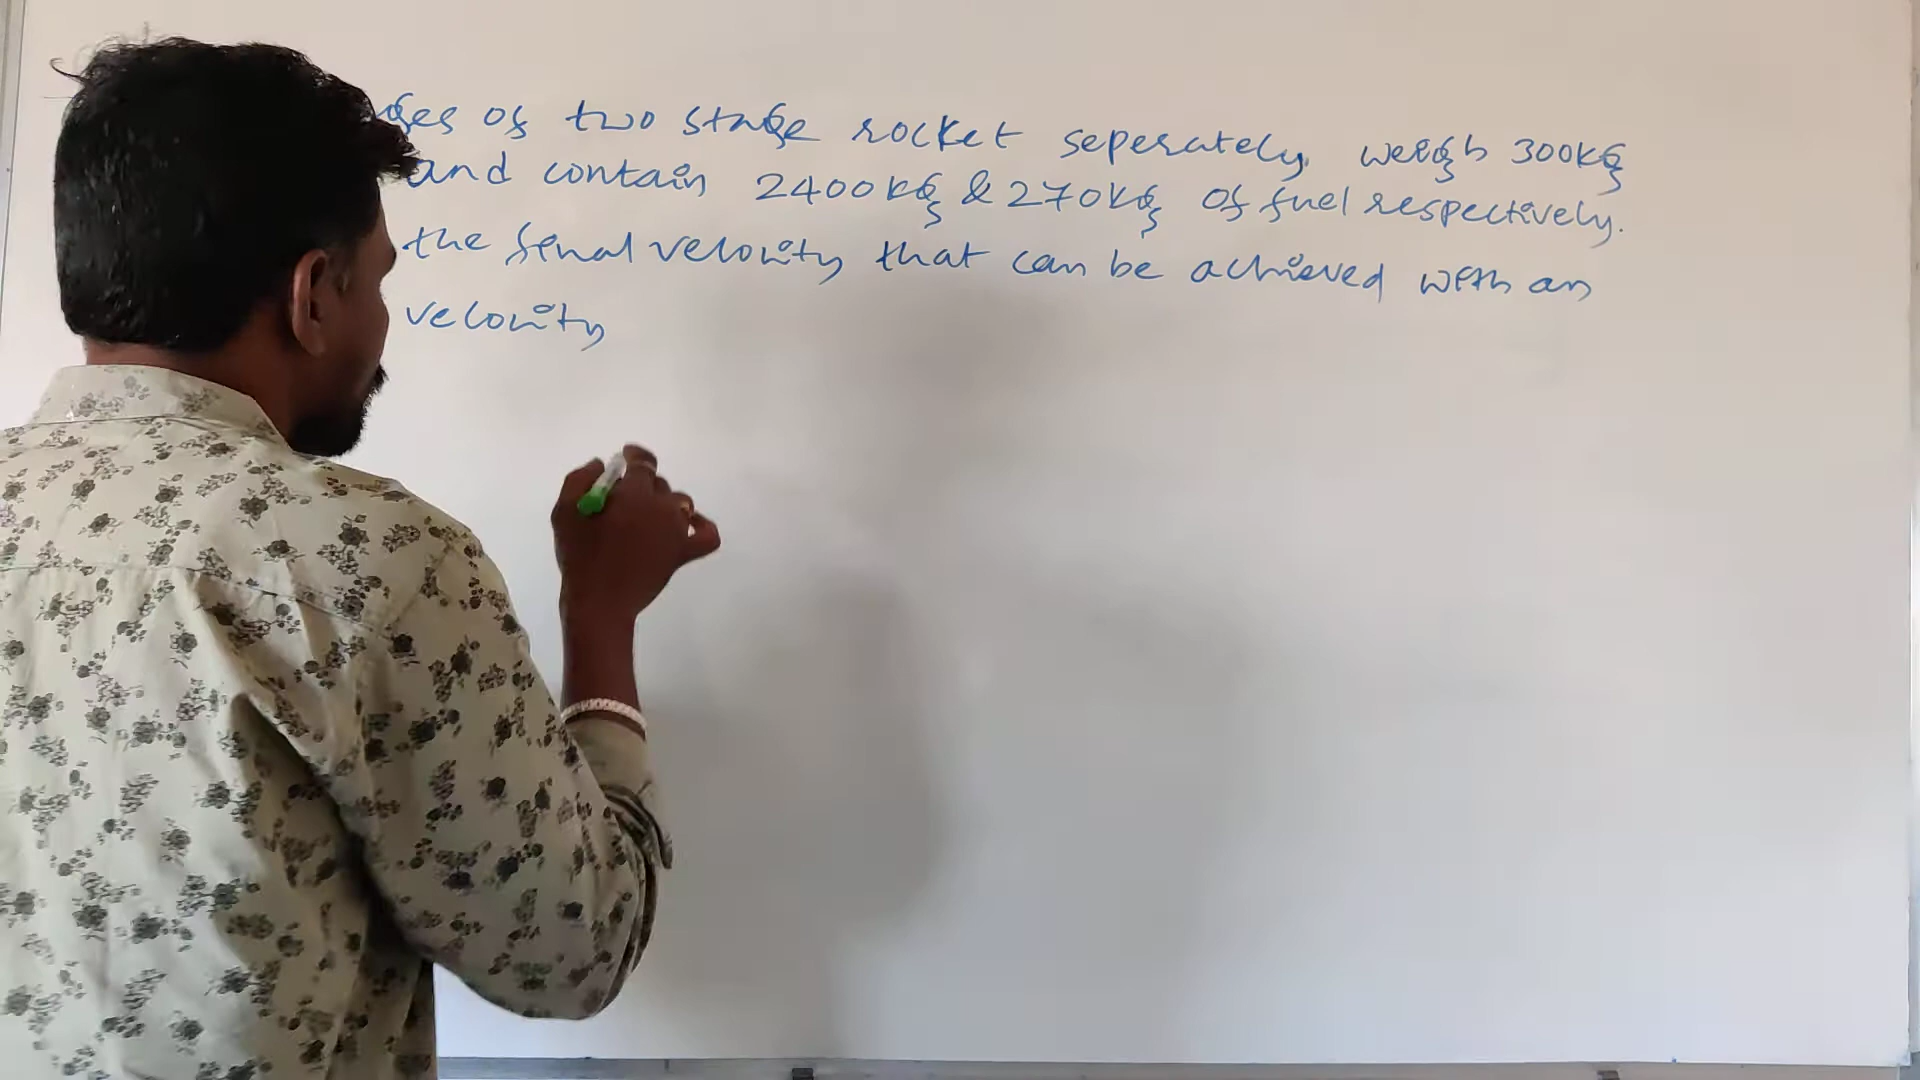 of two stage rocket seperately weigh 300kg
and contain 2400kg & 270kg of fuel respectively.
the final velocity that can be achieved with an
velocity